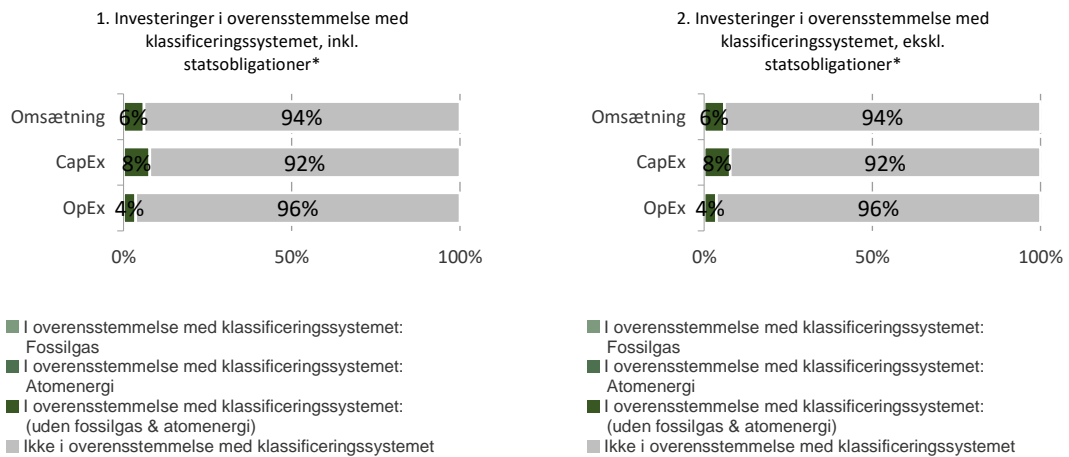 1. Investeringer i overensstemmelse med
klassificeringssystemet, inkl.
statsobligationer*
Omsætning 6% 94%
CapEx 8% 92%
OpEx 4% 96%
0% 50% 100%
I overensstemmelse med klassificeringssystemet:
Fossilgas
I overensstemmelse med klassificeringssystemet:
Atomenergi
I overensstemmelse med klassificeringssystemet:
(uden fossilgas & atomenergi)
Ikke i overensstemmelse med klassificeringssystemet
2. Investeringer i overensstemmelse med
klassificeringssystemet, ekskl.
statsobligationer*
Omsætning 6% 94%
CapEx 8% 92%
OpEx 4% 96%
0% 50% 100%
I overensstemmelse med klassificeringssystemet:
Fossilgas
I overensstemmelse med klassificeringssystemet:
Atomenergi
I overensstemmelse med klassificeringssystemet:
(uden fossilgas & atomenergi)
Ikke i overensstemmelse med klassificeringssystemet